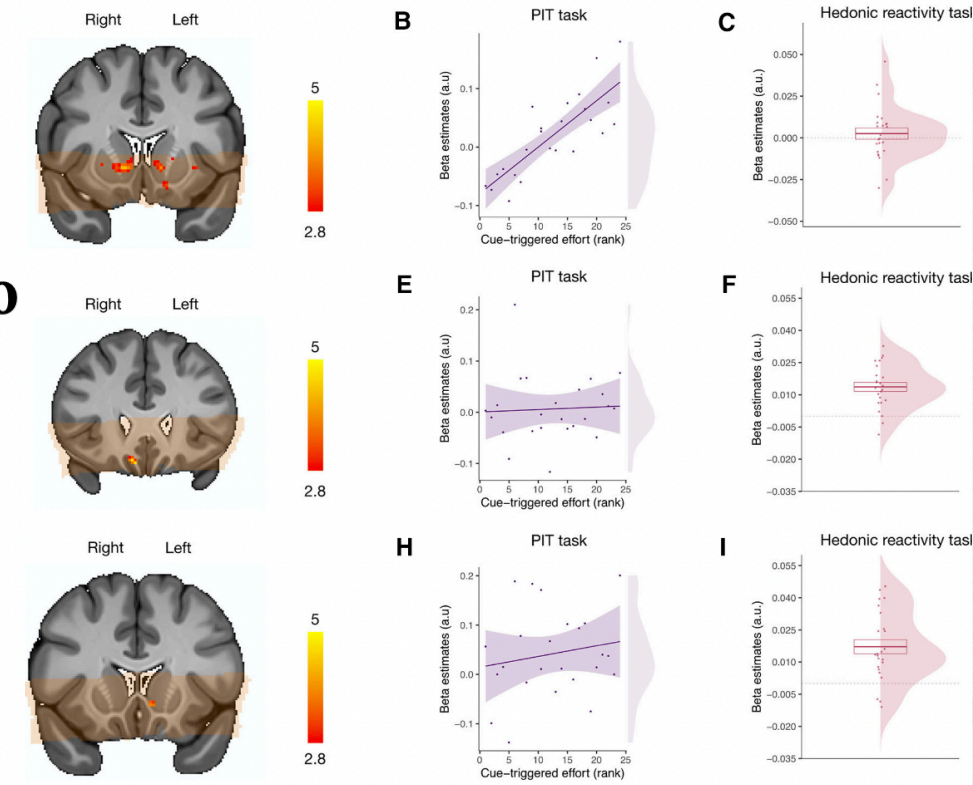 Right Left
5
2.8
B
PIT task
Beta estimates (a.u)
0.1
0.0
−0.1
0 5 10 15 20 25
Cue−triggered effort (rank)
C
Hedonic reactivity task
Beta estimates (a.u.)
0.050
0.025
0.000
−0.025
−0.050
Right Left
5
2.8
E
PIT task
Beta estimates (a.u)
0.2
0.1
0.0
−0.1
0 5 10 15 20 25
Cue−triggered effort (rank)
F
Hedonic reactivity task
Beta estimates (a.u.)
0.055
0.040
0.025
0.010
−0.005
−0.020
−0.035
Right Left
5
2.8
H
PIT task
Beta estimates (a.u)
0.2
0.1
0.0
−0.1
0 5 10 15 20 25
Cue−triggered effort (rank)
I
Hedonic reactivity task
Beta estimates (a.u.)
0.055
0.040
0.025
0.010
−0.005
−0.020
−0.035